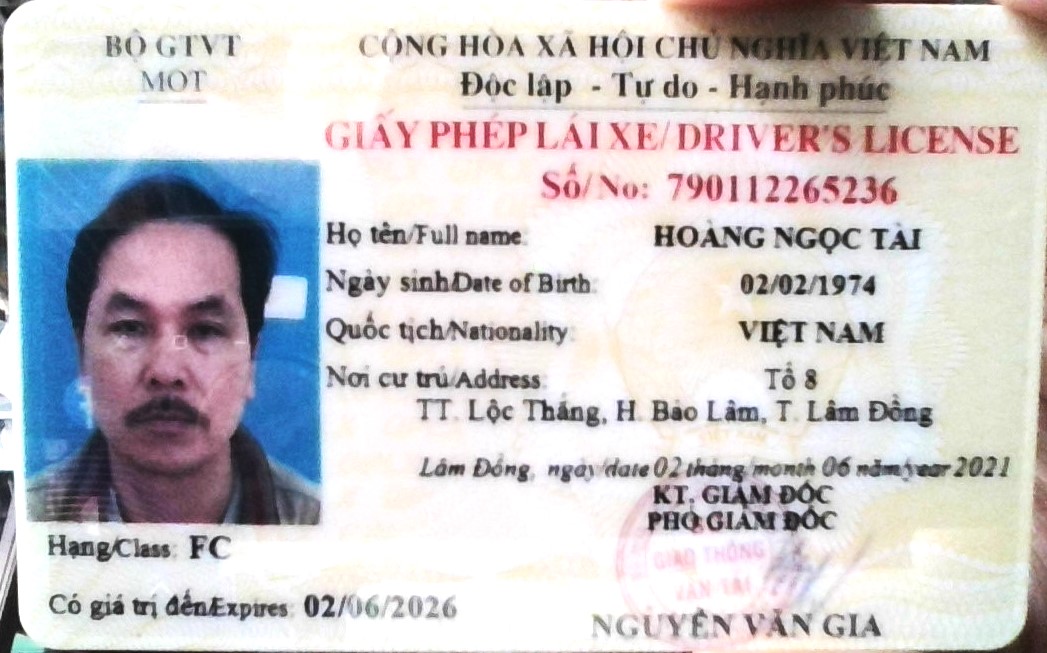 BỘ GTVT
MOT
CỘNG HÒA XÃ HỘI CHỦ NGHĨA VIỆT NAM
Độc lập - Tự do - Hạnh phúc
GIẤY PHÉP LÁI XE/ DRIVER'S LICENSE
Số/No: 790112265236
Họ tên/Full name: HOÀNG NGỌC TÀI
Ngày sinh/Date of Birth: 02/02/1974
Quốc tịch/Nationality: VIỆT NAM
Nơi cư trú/Address: Tổ 8
TT. Lộc Thắng, H. Bảo Lâm, T. Lâm Đồng
Lâm Đồng, ngày/date 02 tháng/month 06 năm/year 2021
KT. GIÁM ĐỐC
PHÓ GIÁM ĐỐC
GIAO THÔNG
VẬN TẢI
NGUYỄN VĂN GIA
Hạng/Class: FC
Có giá trị đến/Expires: 02/06/2026